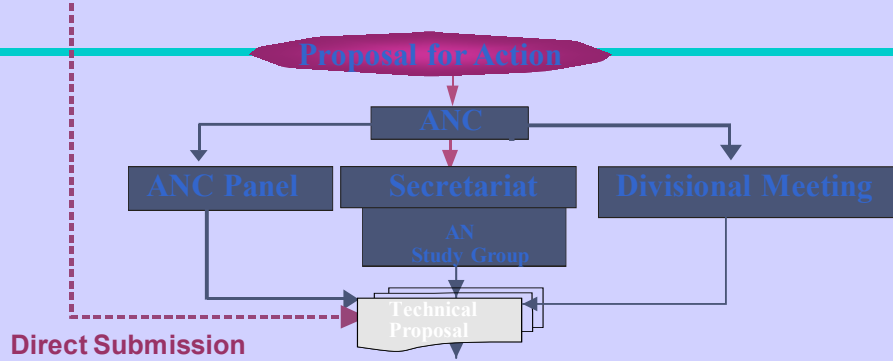 Proposal for Action
ANC
ANC Panel
Secretariat
Divisional Meeting
AN
Study Group
Technical
Proposal
Direct Submission